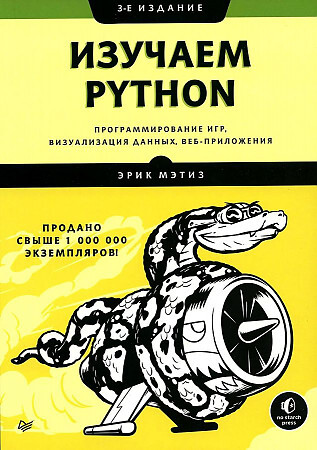 3-Е ИЗДАНИЕ
ИЗУЧАЕМ
PYTHON
ПРОГРАММИРОВАНИЕ ИГР,
ВИЗУАЛИЗАЦИЯ ДАННЫХ, ВЕБ-ПРИЛОЖЕНИЯ
ЭРИК МЭТИЗ
ПРОДАНО
СВЫШЕ 1 000 000
ЭКЗЕМПЛЯРОВ!
no starch
press